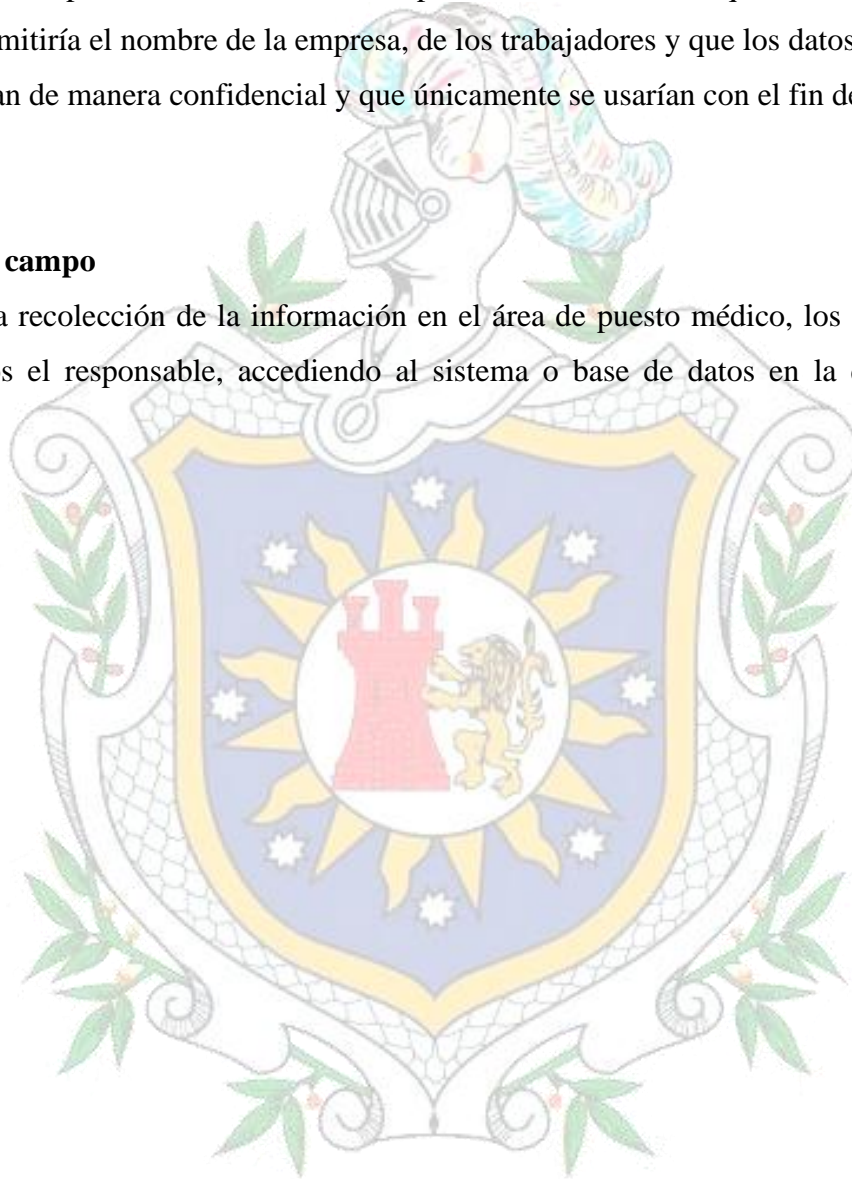 mitiría el nombre de la empresa, de los trabajadores y que los datos
an de manera confidencial y que únicamente se usarían con el fin de
campo
a recolección de la información en el área de puesto médico, los
s el responsable, accediendo al sistema o base de datos en la